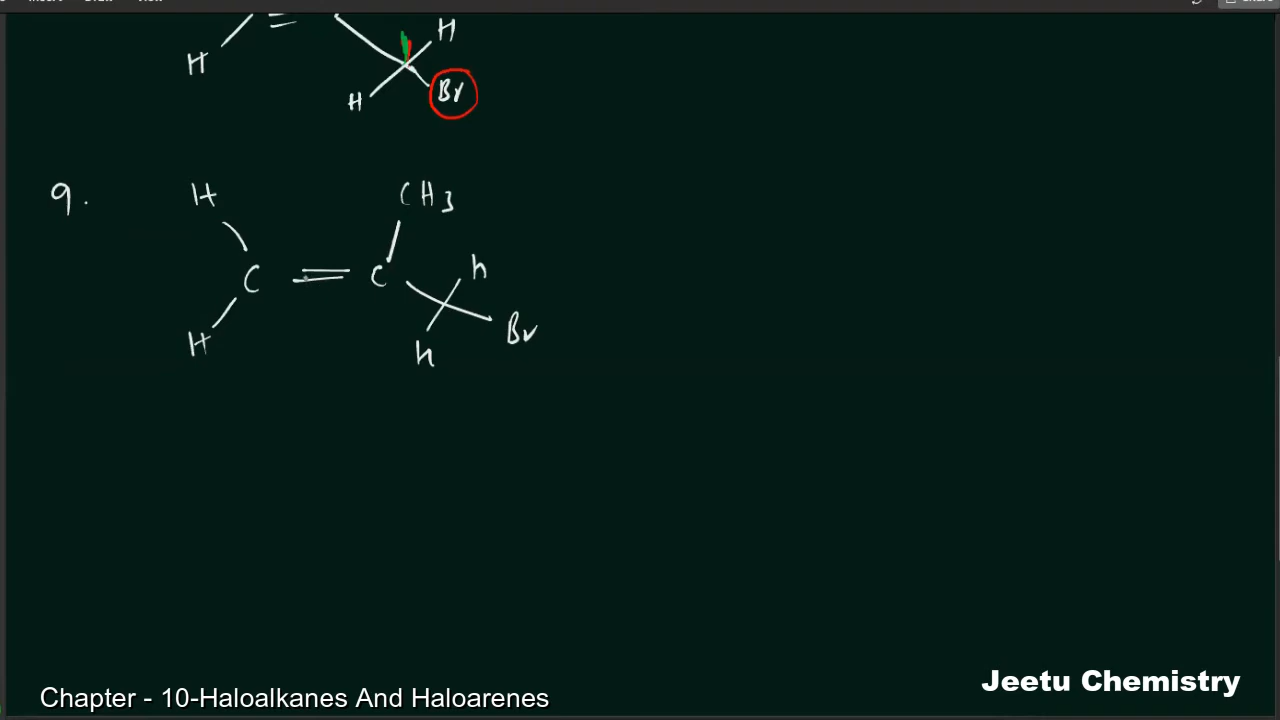 H
H
H
Br
9.
H
CH3
C
C
h
H
Br
h
Jeetu Chemistry
Chapter - 10-Haloalkanes And Haloarenes